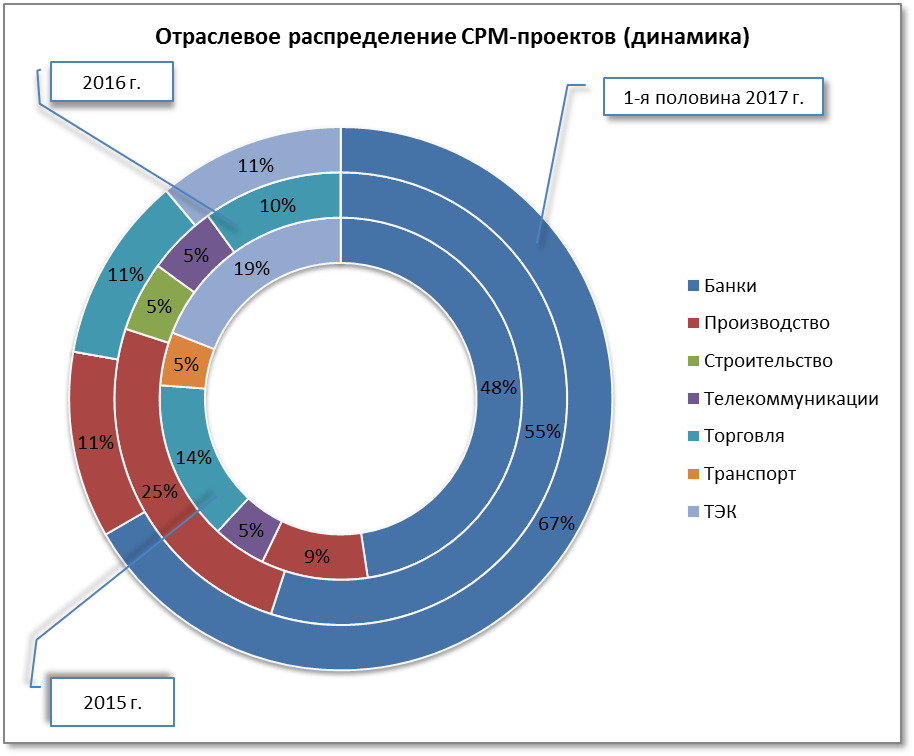 Отраслевое распределение CPM-проектов (динамика)
2016 г.
1-я половина 2017 г.
11%
10%
5%
19%
11%
5%
5%
48%
11%
14%
55%
25%
5%
9%
67%
2015 г.
Банки
Производство
Строительство
Телекоммуникации
Торговля
Транспорт
ТЭК